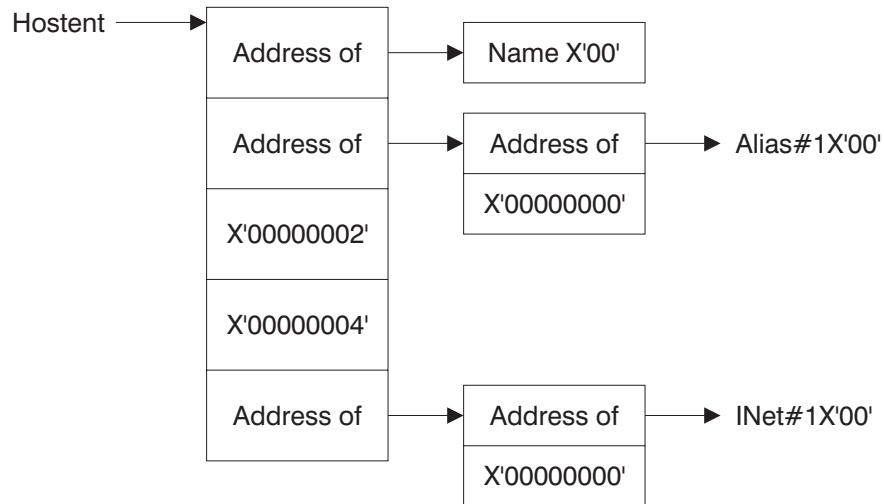 Hostent
Address of
Name X'00'
Address of
Address of
Alias#1X'00'
X'00000000'
X'00000002'
X'00000004'
Address of
Address of
INet#1X'00'
X'00000000'